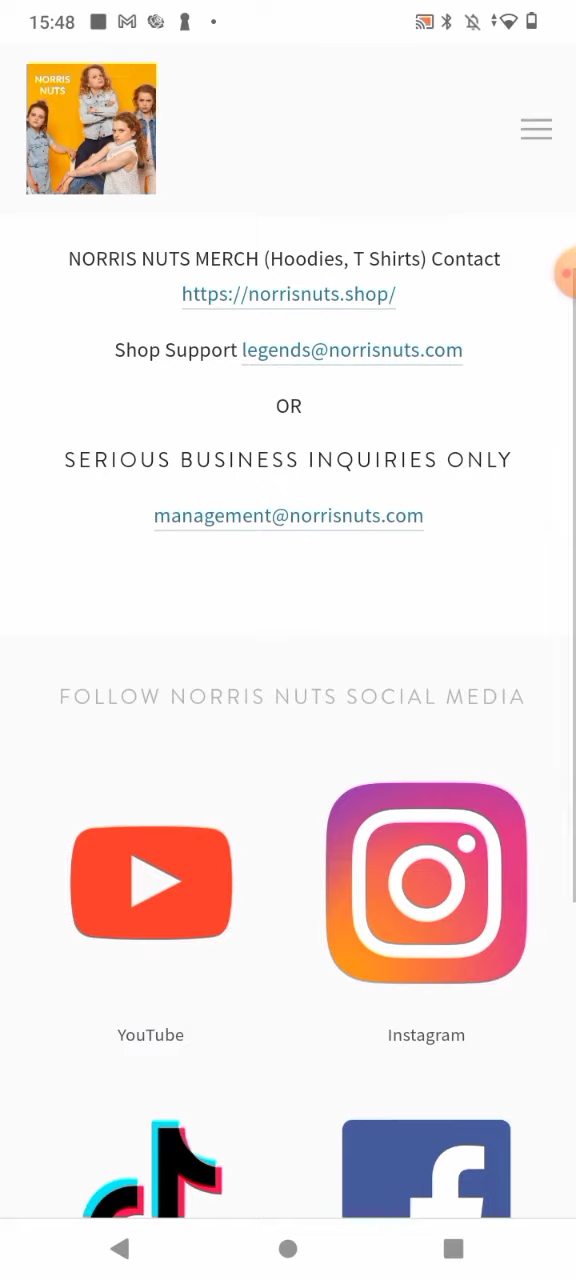 15:48
NORRIS
NUTS
NORRIS NUTS MERCH (Hoodies, T Shirts) Contact
https://norrisnuts.shop/
Shop Support legends@norrisnuts.com
OR
SERIOUS BUSINESS INQUIRIES ONLY
management@norrisnuts.com
FOLLOW NORRIS NUTS SOCIAL MEDIA
YouTube
Instagram